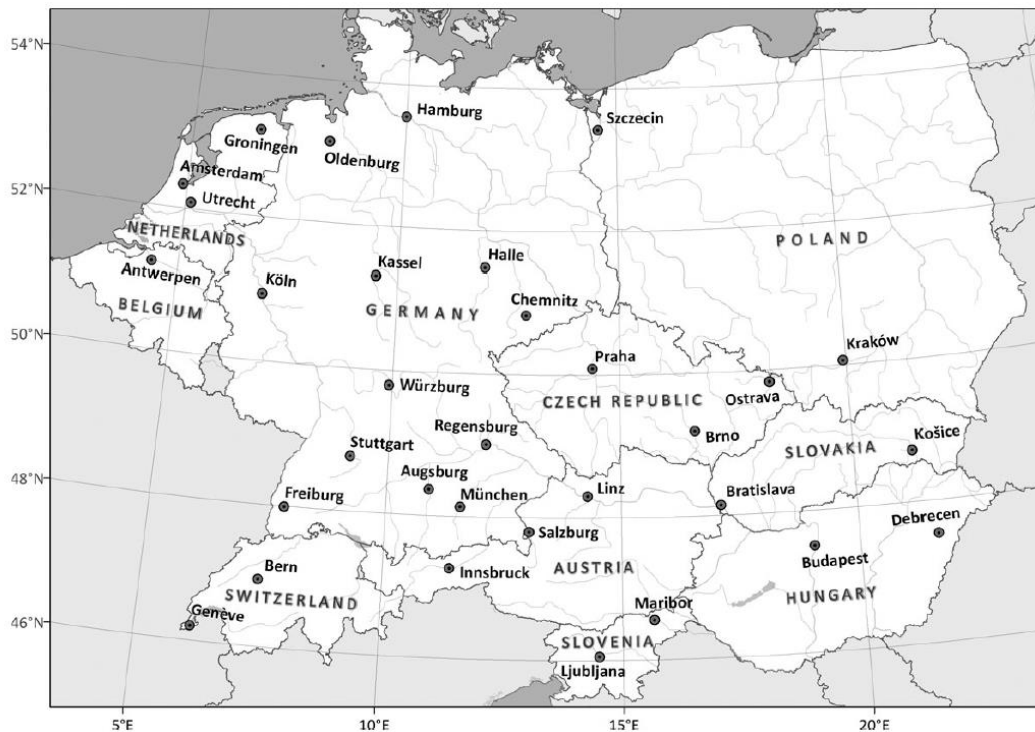 54°N
Hamburg
Szczecin
Groningen
Oldenburg
Amsterdam
52°N
Utrecht
NETHERLANDS
POLAND
Halle
Kassel
Antwerpen
Köln
BELGIUM
GERMANY
Chemnitz
50°N
Kraków
Praha
Würzburg
CZECH REPUBLIC
Ostrava
Regensburg
Brno
Košice
Stuttgart
SLOVAKIA
Augsburg
48°N
Freiburg
München
Linz
Bratislava
Debrecen
Salzburg
Budapest
Bern
Innsbruck
AUSTRIA
SWITZERLAND
HUNGARY
Maribor
Genève
46°N
SLOVENIA
Ljubljana
5°E
10°E
15°E
20°E